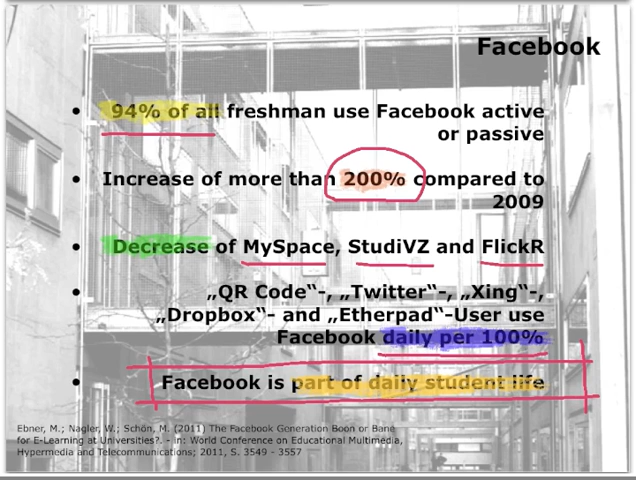 Facebook
• 94% of all freshman use Facebook active
or passive
• Increase of more than 200% compared to
2009
• Decrease of MySpace, StudiVZ and FlickR
• „QR Code“-, „Twitter“-, „Xing“-,
„Dropbox“- and „Etherpad“-User use
Facebook daily per 100%
• Facebook is part of daily student life
Ebner, M.; Nagler, W.; Schön, M. (2011) The Facebook Generation Boon or Bane
for E-Learning at Universities?. - in: World Conference on Educational Multimedia,
Hypermedia and Telecommunications; 2011, S. 3549 - 3557